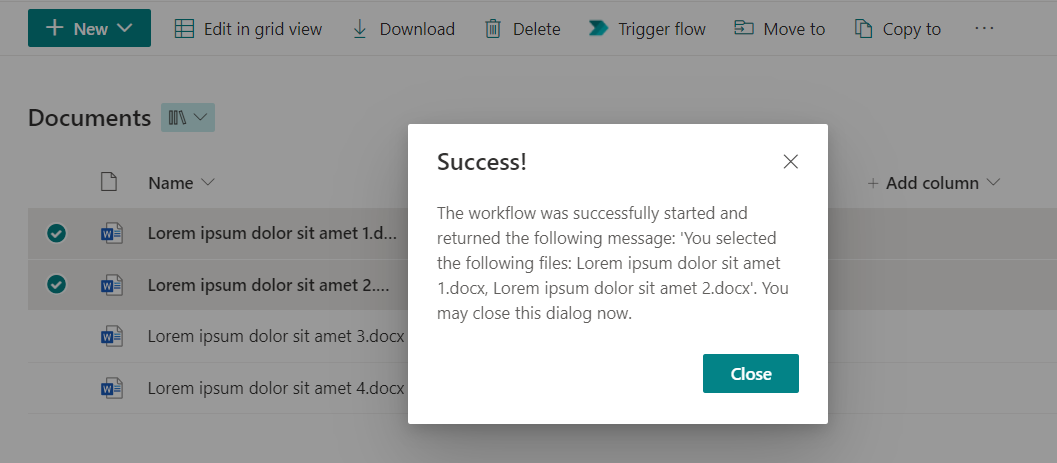 New Edit in grid view Download Delete Trigger flow Move to Copy to ...
Documents
Name Add column
Lorem ipsum dolor sit amet 1.d...
Lorem ipsum dolor sit amet 2....
Lorem ipsum dolor sit amet 3.docx
Lorem ipsum dolor sit amet 4.docx
Success!
The workflow was successfully started and
returned the following message: 'You selected
the following files: Lorem ipsum dolor sit amet
1.docx, Lorem ipsum dolor sit amet 2.docx'. You
may close this dialog now.
Close